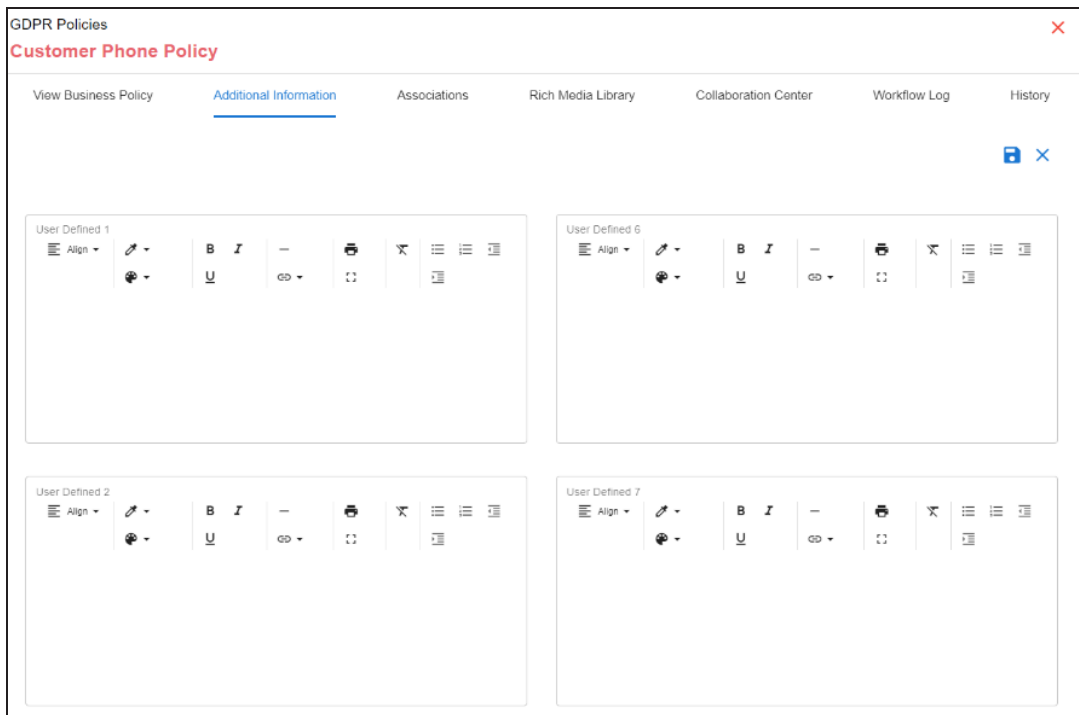 GDPR Policies
Customer Phone Policy
View Business Policy Additional Information Associations Rich Media Library Collaboration Center Workflow Log History
User Defined 1
Align
B I
U
User Defined 6
Align
B I
U
User Defined 2
Align
B I
U
User Defined 7
Align
B I
U